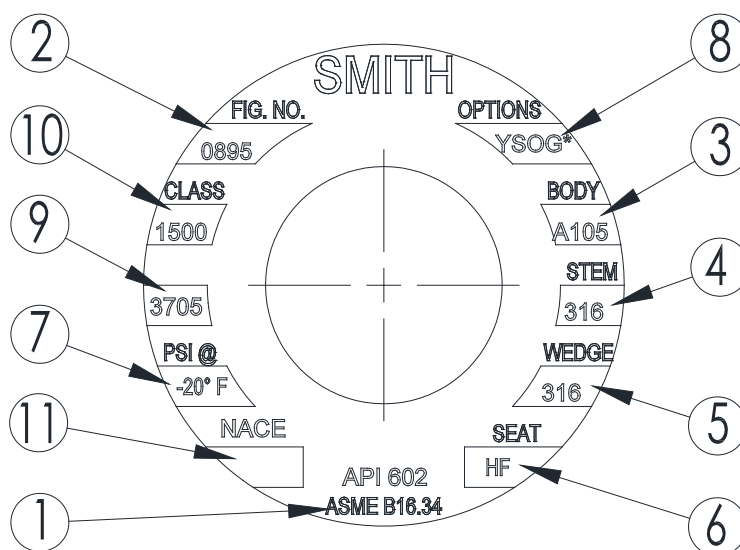 SMITH
2
FIG. NO.
0895
OPTIONS
YSOG*
8
10
CLASS
1500
BODY
A105
3
9
3705
STEM
316
4
7
PSI @
-20° F
WEDGE
316
5
11
NACE
SEAT
HF
6
API 602
1
ASME B16.34